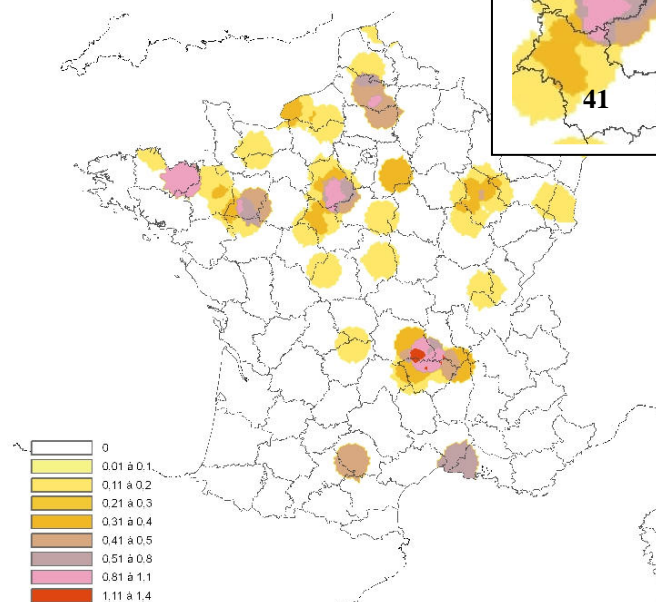 41
0
0,01 à 0,1
0,11 à 0,2
0,21 à 0,3
0,31 à 0,4
0,41 à 0,5
0,51 à 0,8
0,81 à 1,1
1,11 à 1,4